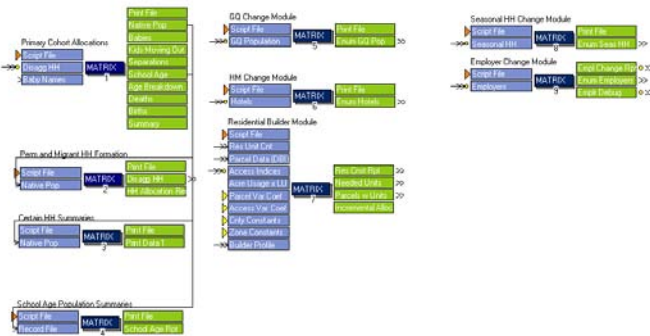 Primary Cohort Allocations
Script File
Disagg HH
Baby Names
MATRIX
1
Print File
Native Pop
Babies
Kids Moving Out
Separations
School Age
Age Breakdown
Deaths
Births
Summary
Perm and Migrant HH Formation
Script File
Native Pop
MATRIX
2
Print File
Disagg HH
HH Allocation Re
Certain HH Summaries
Script File
Native Pop
MATRIX
3
Print File
Print Data 1
School Age Population Summaries
Script File
Record File
MATRIX
4
Print File
School Age Rpt
GQ Change Module
Script File
GQ Population
MATRIX
5
Print File
Enum GQ Pop
HM Change Module
Script File
Hotels
MATRIX
6
Print File
Enum Hotels
Residential Builder Module
Script File
Res Unit Cnt
Parcel Data (DB
Access Indices
Acre Usage x LU
Parcel Var Coef
Access Var Coef
Cnty Constants
Zone Constants
Builder Profile
MATRIX
7
Res Cnst Rpt
Needed Units
Parcels w Units
Incremental Alloc
Seasonal HH Change Module
Script File
Seasonal HH
MATRIX
8
Print File
Enum Seas HH
Employer Change Module
Script File
Employers
MATRIX
9
Empl Change Rpt
Enum Employers
Empl Debug